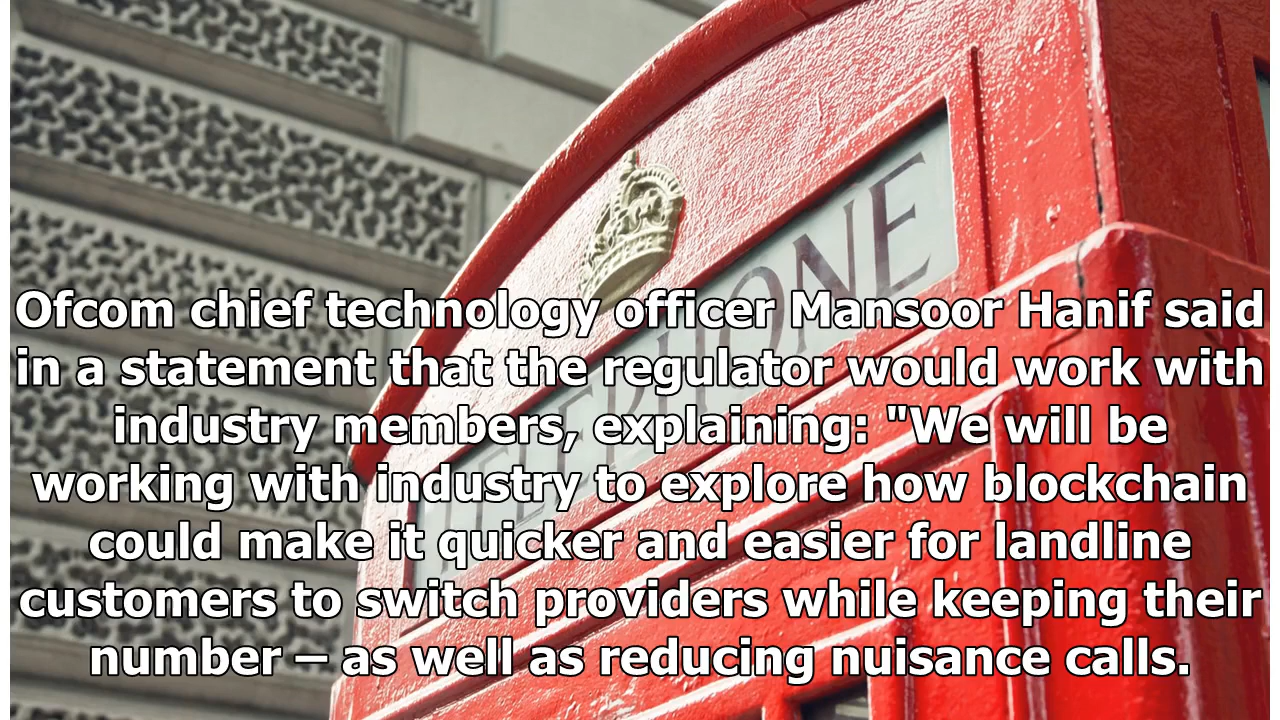 TELEPHONE
Ofcom chief technology officer Mansoor Hanif said
in a statement that the regulator would work with
industry members, explaining: "We will be
working with industry to explore how blockchain
could make it quicker and easier for landline
customers to switch providers while keeping their
number – as well as reducing nuisance calls.